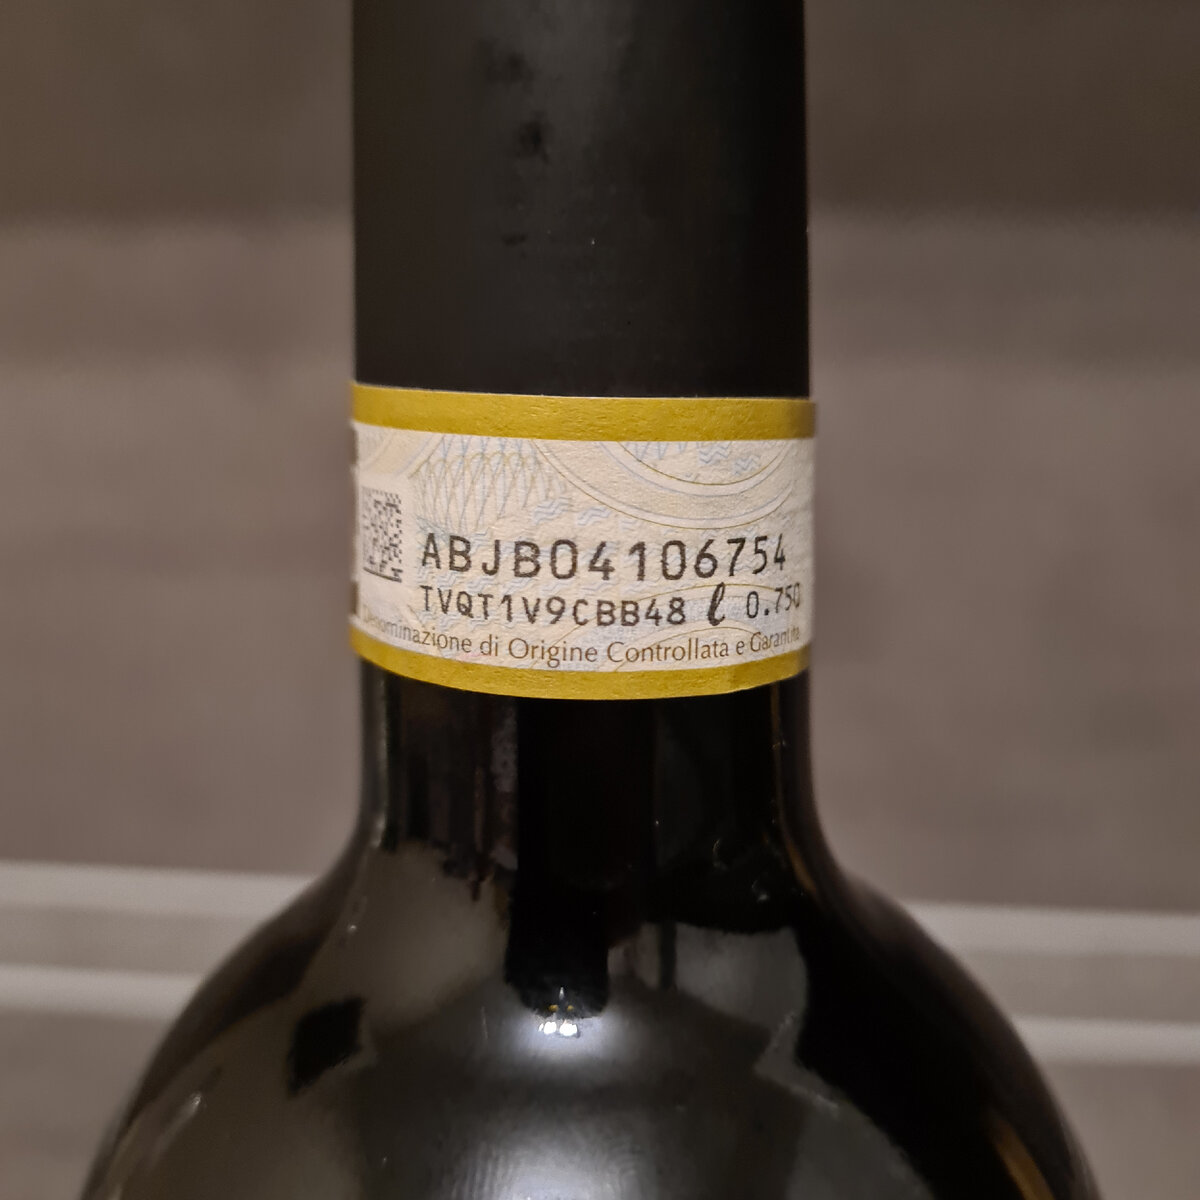 ABJB04106754
TVQT1V9CBB48 ℓ 0.750
Denominazione di Origine Controllata e Garantita